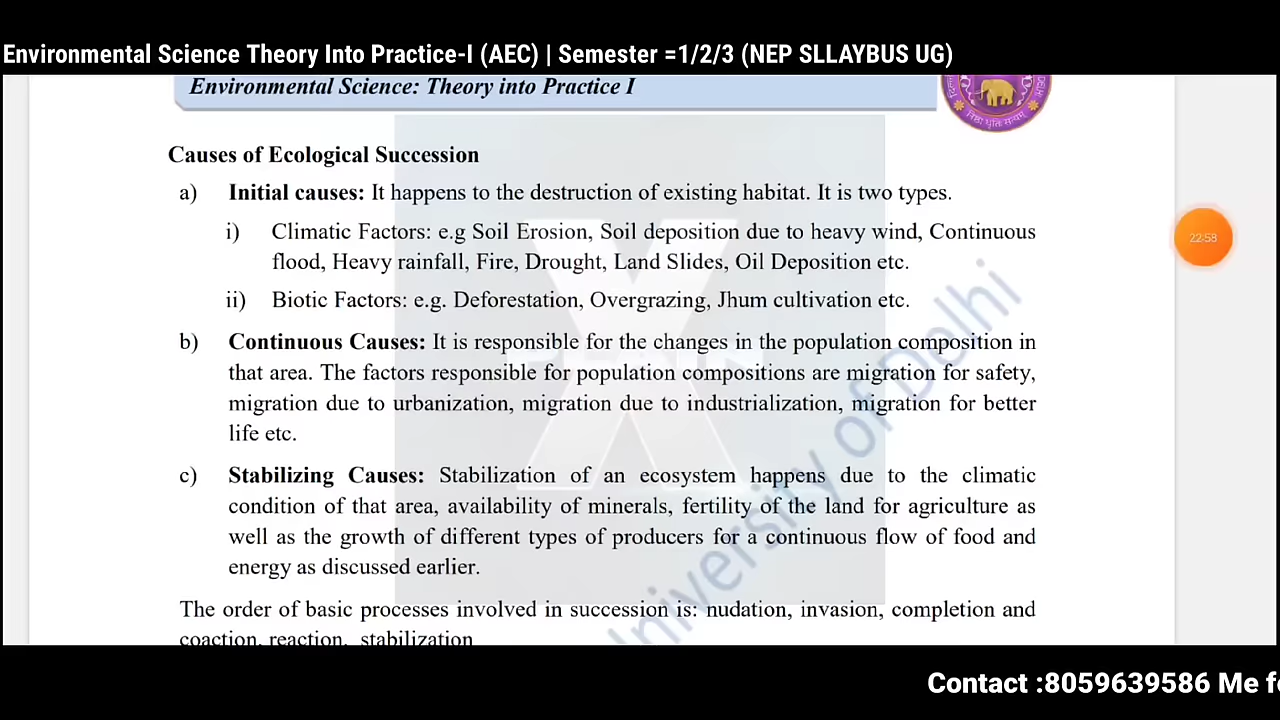 Environmental Science Theory Into Practice-I (AEC) | Semester =1/2/3 (NEP SLLAYBUS UG)
Environmental Science: Theory into Practice I
निष्ठा धृतिः सत्यम्
Causes of Ecological Succession
a) Initial causes: It happens to the destruction of existing habitat. It is two types.
i) Climatic Factors: e.g Soil Erosion, Soil deposition due to heavy wind, Continuous
flood, Heavy rainfall, Fire, Drought, Land Slides, Oil Deposition etc.
22:58
ii) Biotic Factors: e.g. Deforestation, Overgrazing, Jhum cultivation etc.
b) Continuous Causes: It is responsible for the changes in the population composition in
that area. The factors responsible for population compositions are migration for safety,
migration due to urbanization, migration due to industrialization, migration for better
life etc.
c) Stabilizing Causes: Stabilization of an ecosystem happens due to the climatic
condition of that area, availability of minerals, fertility of the land for agriculture as
well as the growth of different types of producers for a continuous flow of food and
energy as discussed earlier.
The order of basic processes involved in succession is: nudation, invasion, completion and
coaction, reaction, stabilization
University of Delhi
Contact :8059639586 Me f